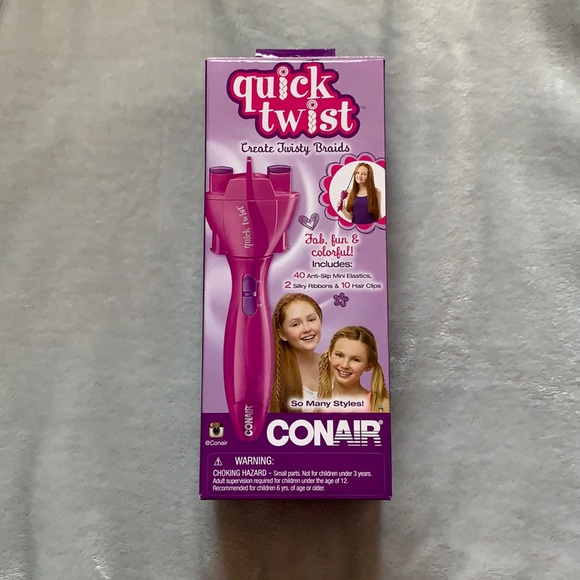 quick
twist™
Create Twisty Braids
quick twist
Fab, fun &
colorful!
Includes:
40 Anti-Slip Mini Elastics,
2 Silky Ribbons & 10 Hair Clips
So Many Styles!
CONAIR
@Conair
CONAIR®
WARNING:
CHOKING HAZARD - Small parts. Not for children under 3 years.
Adult supervision required for children under the age of 12.
Recommended for children 6 yrs. of age or older.